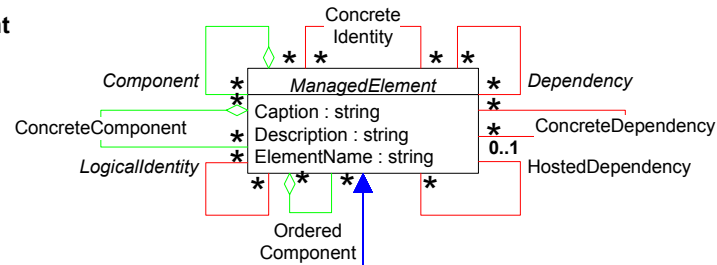 nt
Concrete
Identity
* * * *
Component * ManagedElement * Dependency
* Caption : string *
ConcreteComponent Description : string * ConcreteDependency
* ElementName : string 0..1
LogicalIdentity * HostedDependency
* * * *
Ordered
Component